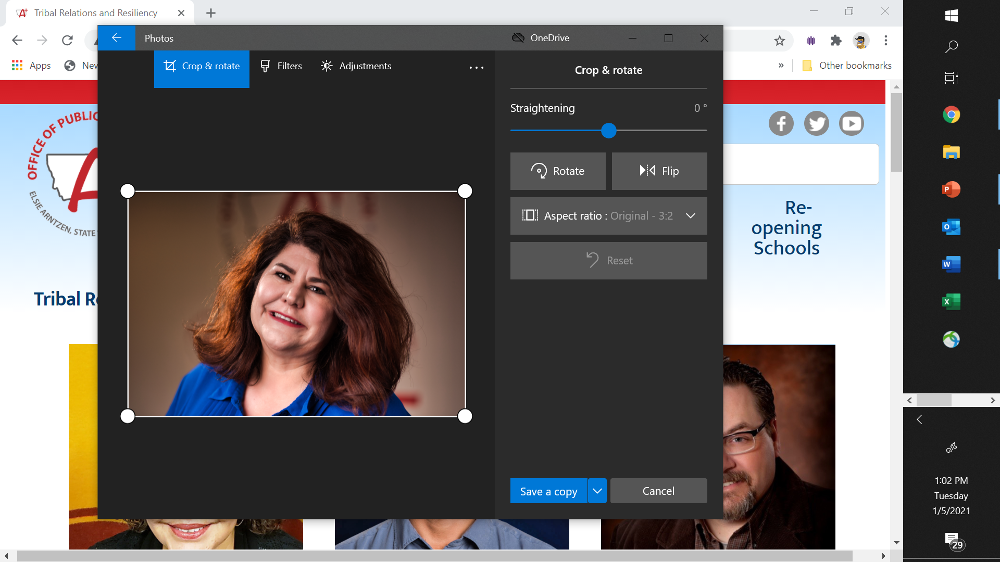 Tribal Relations and Resiliency
Photos
OneDrive
Apps
New
Other bookmarks
Crop & rotate
Filters
Adjustments
Crop & rotate
Straightening
0 °
Rotate
Flip
Aspect ratio : Original - 3:2
Reset
Save a copy
Cancel
OFFICE OF PUBLIC
ELSIE ARNTZEN, STATE
Re-
opening
Schools
Tribal Re
1:02 PM
Tuesday
1/5/2021
29